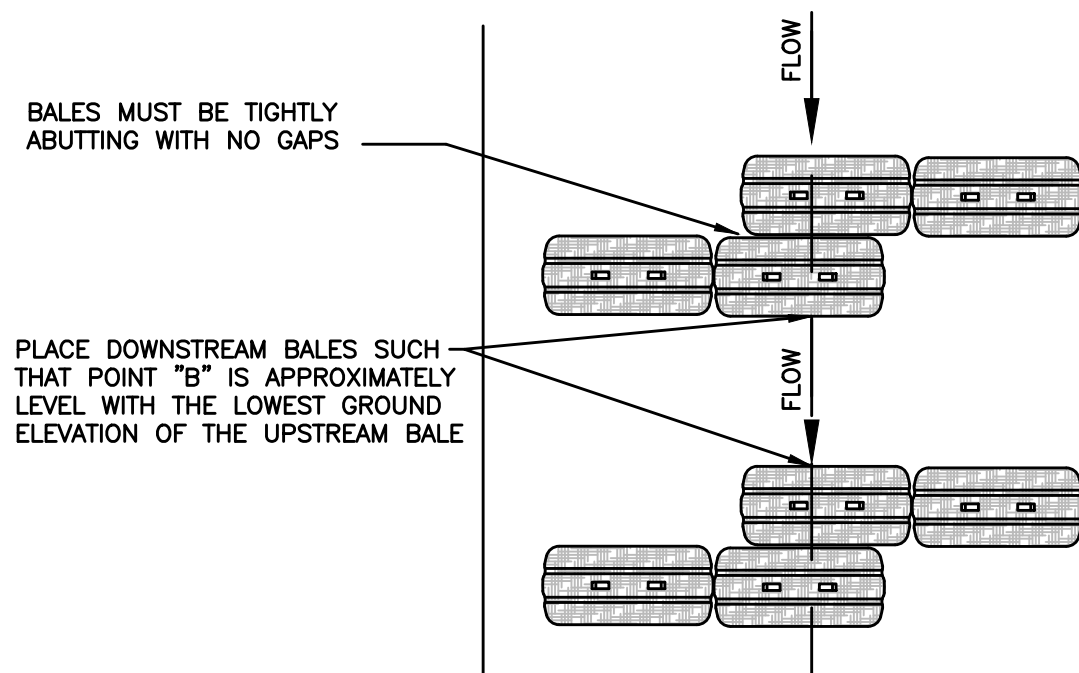 FLOW
BALES MUST BE TIGHTLY
ABUTTING WITH NO GAPS
PLACE DOWNSTREAM BALES SUCH
THAT POINT "B" IS APPROXIMATELY
LEVEL WITH THE LOWEST GROUND
ELEVATION OF THE UPSTREAM BALE
FLOW